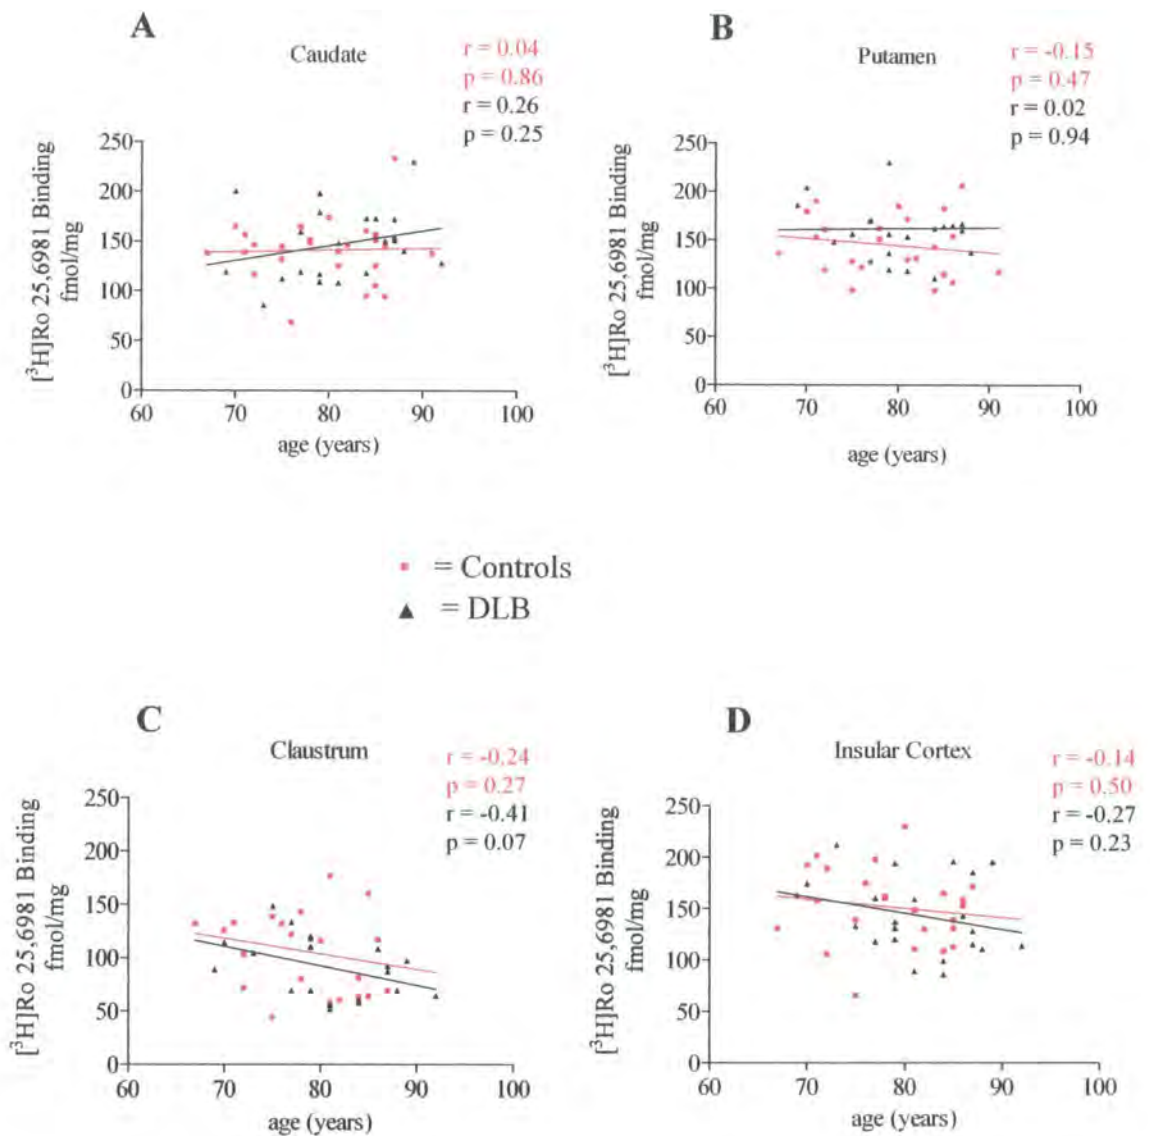 A
Caudate
r = 0.04
p = 0.86
r = 0.26
p = 0.25
[³H]Ro 25,6981 Binding
fmol/mg
250
200
150
100
50
0
60 70 80 90 100
age (years)
B
Putamen
r = -0.15
p = 0.47
r = 0.02
p = 0.94
[³H]Ro 25,6981 Binding
fmol/mg
250
200
150
100
50
0
60 70 80 90 100
age (years)
= Controls
= DLB
C
Claustrum
r = -0.24
p = 0.27
r = -0.41
p = 0.07
[³H]Ro 25,6981 Binding
fmol/mg
250
200
150
100
50
0
60 70 80 90 100
age (years)
D
Insular Cortex
r = -0.14
p = 0.50
r = -0.27
p = 0.23
[³H]Ro 25,6981 Binding
fmol/mg
250
200
150
100
50
0
60 70 80 90 100
age (years)